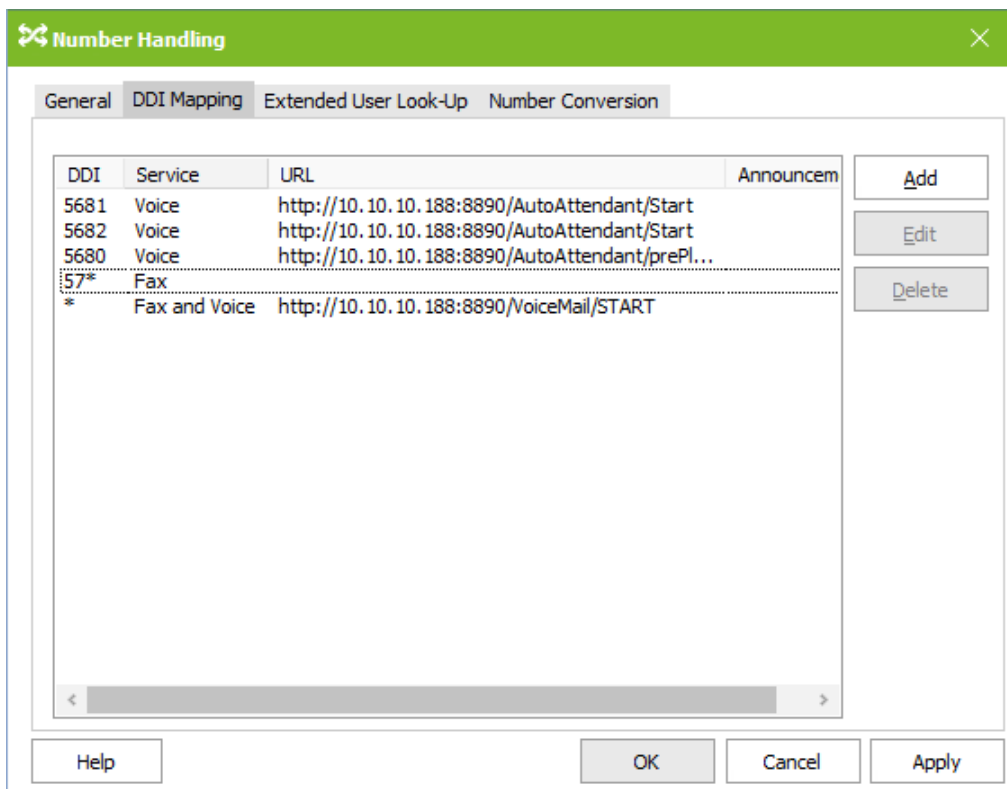 Number Handling
General DDI Mapping Extended User Look-Up Number Conversion
DDI Service URL Announcem
5681 Voice http://10.10.10.188:8890/AutoAttendant/Start
5682 Voice http://10.10.10.188:8890/AutoAttendant/Start
5680 Voice http://10.10.10.188:8890/AutoAttendant/prePl...
57* Fax
* Fax and Voice http://10.10.10.188:8890/VoiceMail/START
Add
Edit
Delete
Help OK Cancel Apply